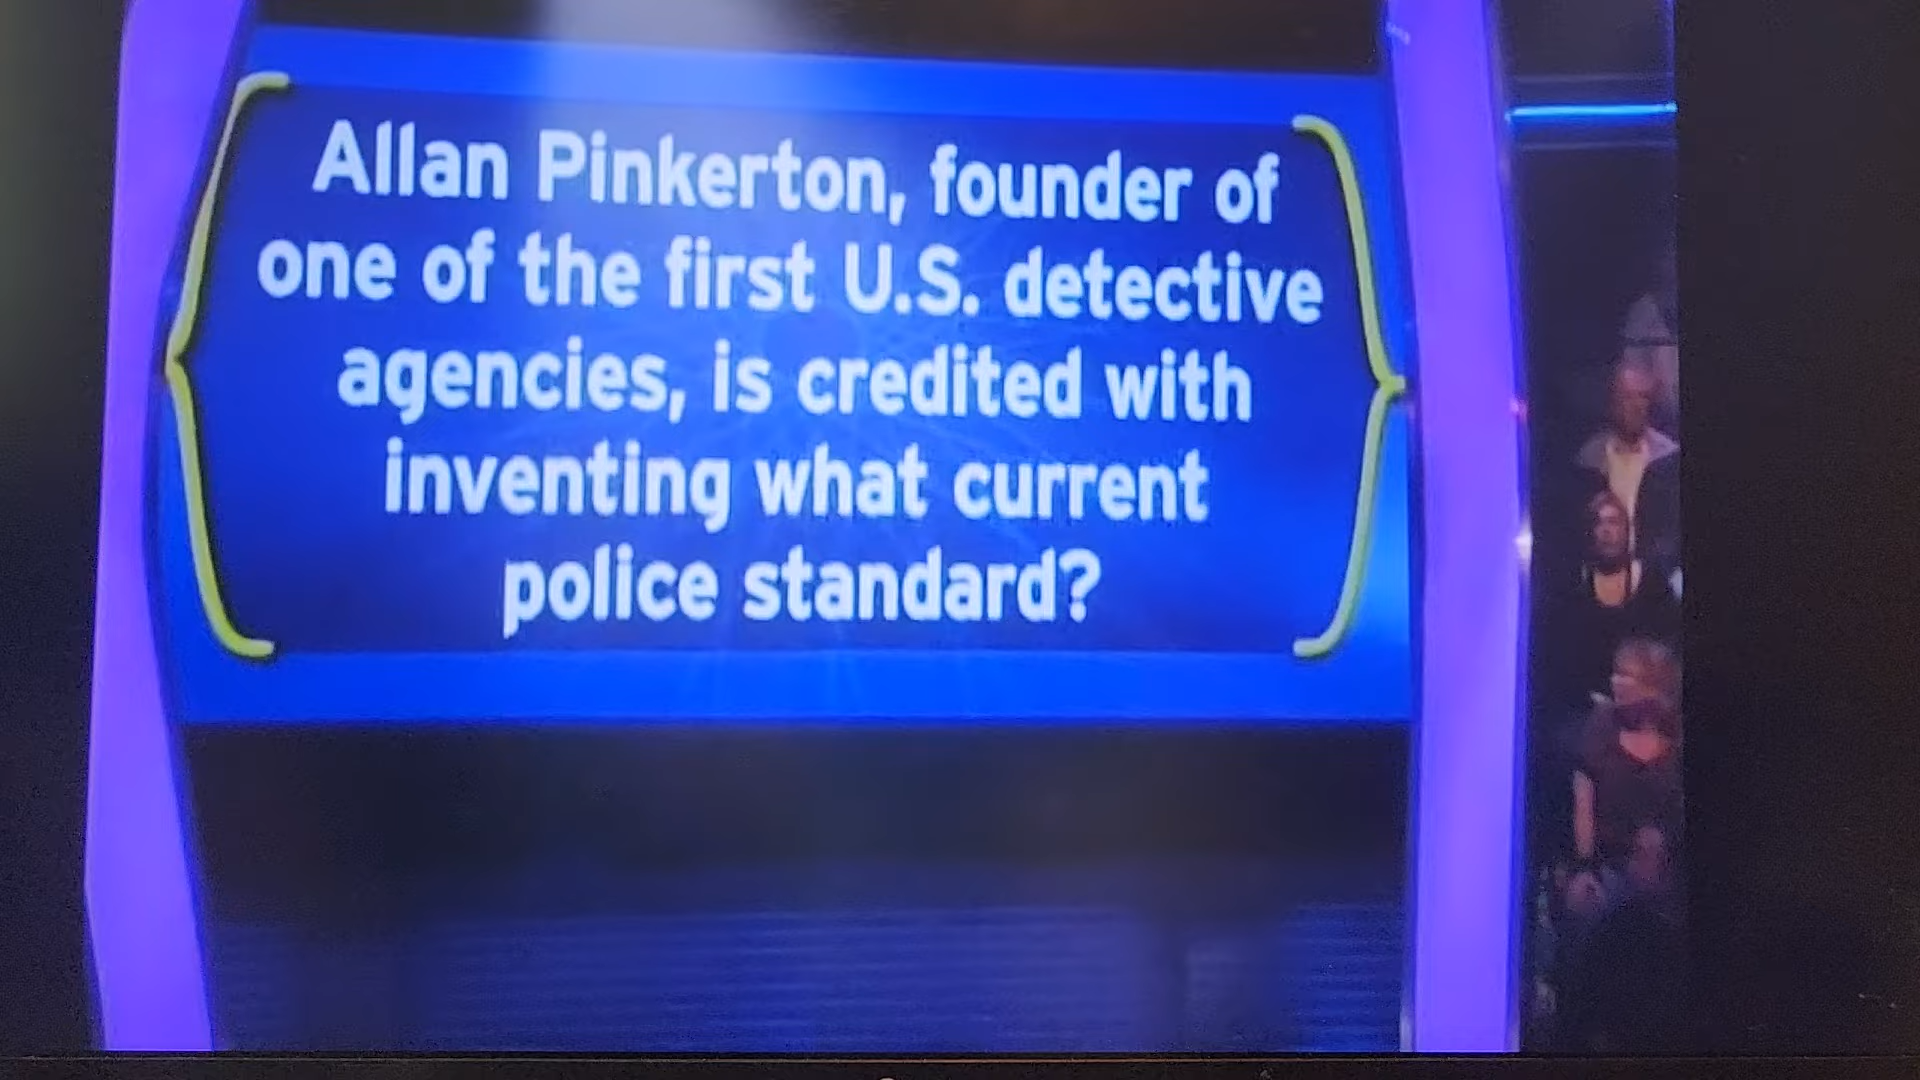 Allan Pinkerton, founder of
one of the first U.S. detective
agencies, is credited with
inventing what current
police standard?